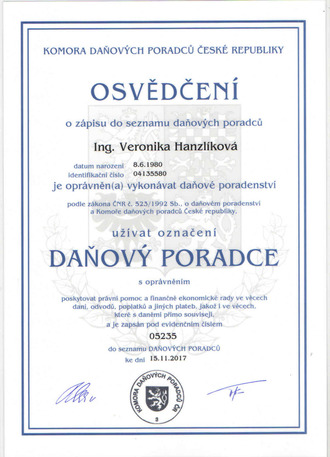 KOMORA DAŇOVÝCH PORADCŮ ČESKÉ REPUBLIKY
OSVĚDČENÍ
o zápisu do seznamu daňových poradců
Ing. Veronika Hanzlíková
datum narození 8.6.1980
identifikační číslo 04135580
je oprávněn(a) vykonávat daňové poradenství
podle zákona ČNR č. 523/1992 Sb., o daňovém poradenství
a Komoře daňových poradců České republiky.
užívat označení
DAŇOVÝ PORADCE
s oprávněním
poskytovat právní pomoc a finančně ekonomické rady ve věcech
daní, odvodů, poplatků a jiných plateb, jakož i ve věcech,
které s daněmi přímo souvisejí,
a je zapsán pod evidenčním číslem
05235
do seznamu DAŇOVÝCH PORADCŮ
ke dni 15.11.2017
KOMORA DAŇOVÝCH PORADCŮ ČR